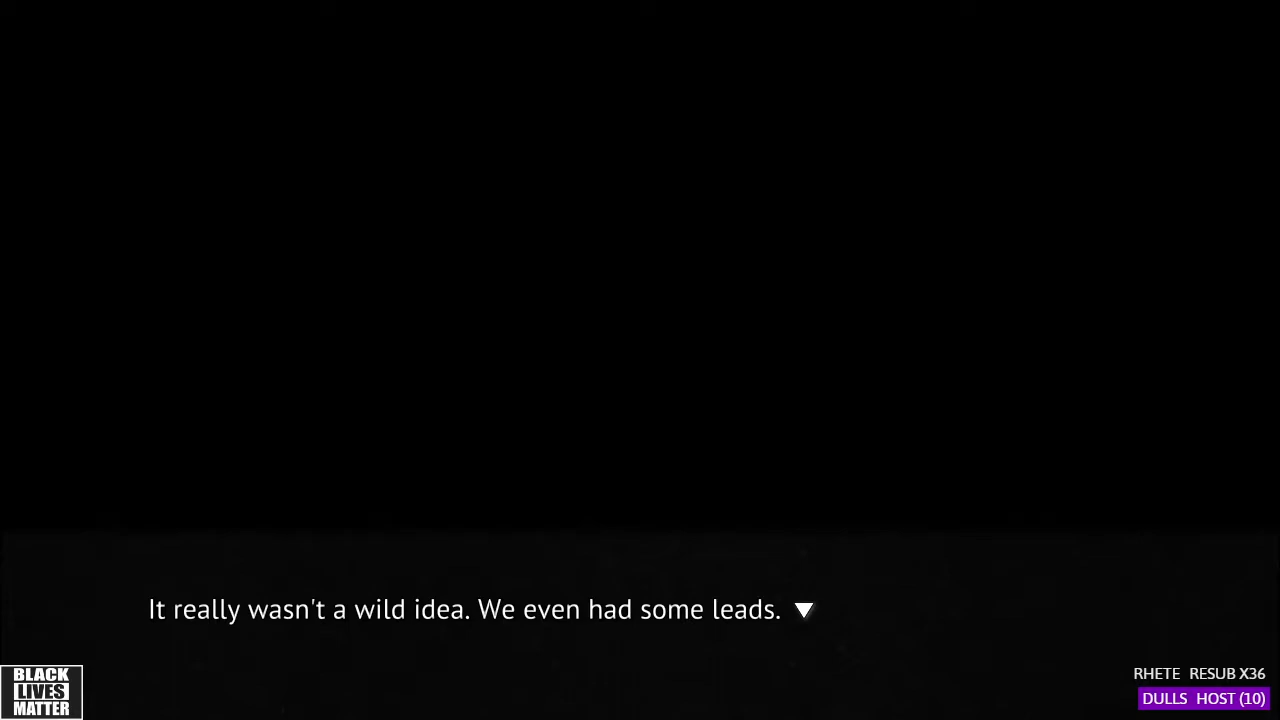 It really wasn't a wild idea. We even had some leads.
BLACK
LIVES
MATTER
RHETE RESUB X36
DULLS HOST (10)